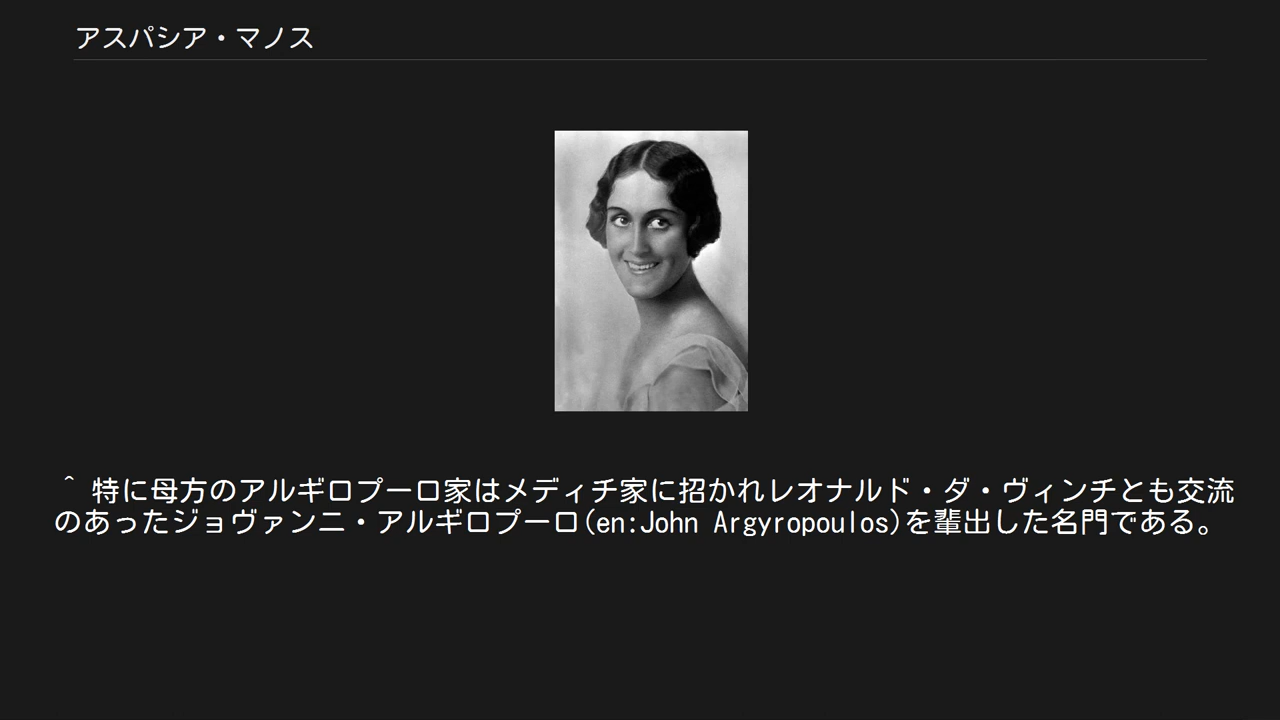 アスパシア・マノス
^ 特に母方のアルギロプーロ家はメディチ家に招かれレオナルド・ダ・ヴィンチとも交流
のあったジョヴァンニ・アルギロプーロ(en:John Argyropoulos)を輩出した名門である。